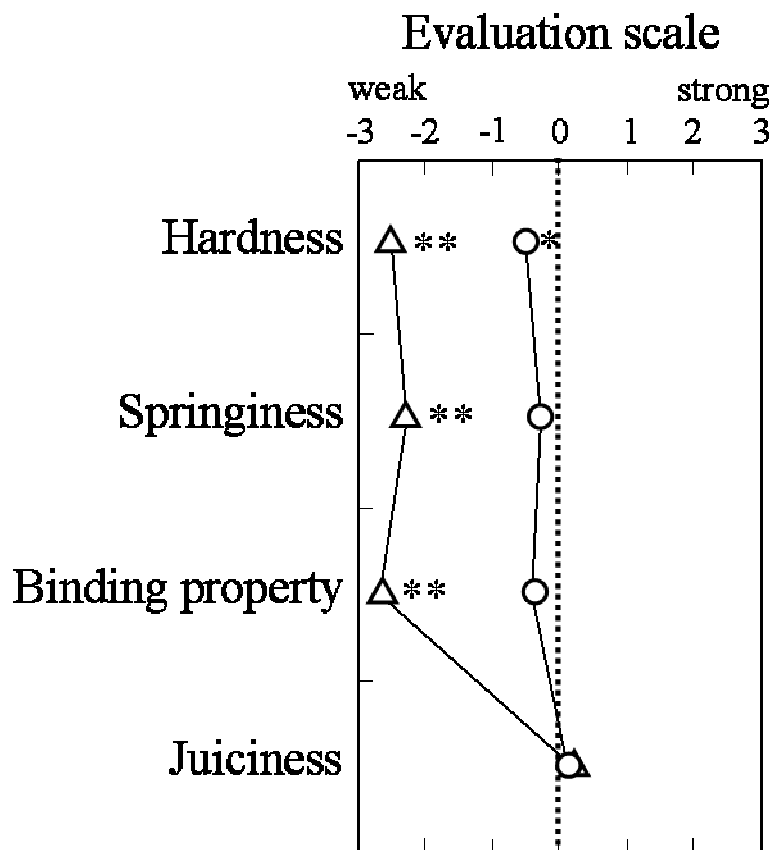 Evaluation scale
weak strong
-3 -2 -1 0 1 2 3
Hardness ** *
Springiness **
Binding property **
Juiciness